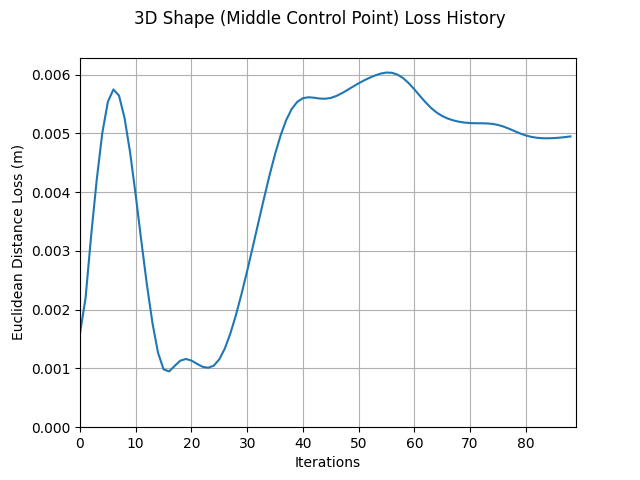 3D Shape (Middle Control Point) Loss History
0.006
0.005
0.004
0.003
0.002
0.001
0.000
Euclidean Distance Loss (m)
0 10 20 30 40 50 60 70 80
Iterations